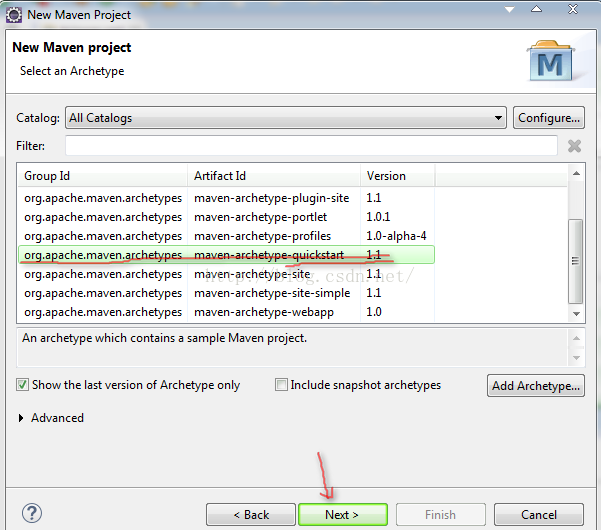 New Maven Project
New Maven project
Select an Archetype
M
Catalog: All Catalogs Configure...
Filter:
Group Id Artifact Id Version
org.apache.maven.archetypes maven-archetype-plugin-site 1.1
org.apache.maven.archetypes maven-archetype-portlet 1.0.1
org.apache.maven.archetypes maven-archetype-profiles 1.0-alpha-4
org.apache.maven.archetypes maven-archetype-quickstart 1.1
org.apache.maven.archetypes maven-archetype-site 1.1
http://blog.csdn.net/
org.apache.maven.archetypes maven-archetype-site-simple 1.1
org.apache.maven.archetypes maven-archetype-webapp 1.0
An archetype which contains a sample Maven project.
Show the last version of Archetype only Include snapshot archetypes Add Archetype...
Advanced
? < Back Next > Finish Cancel